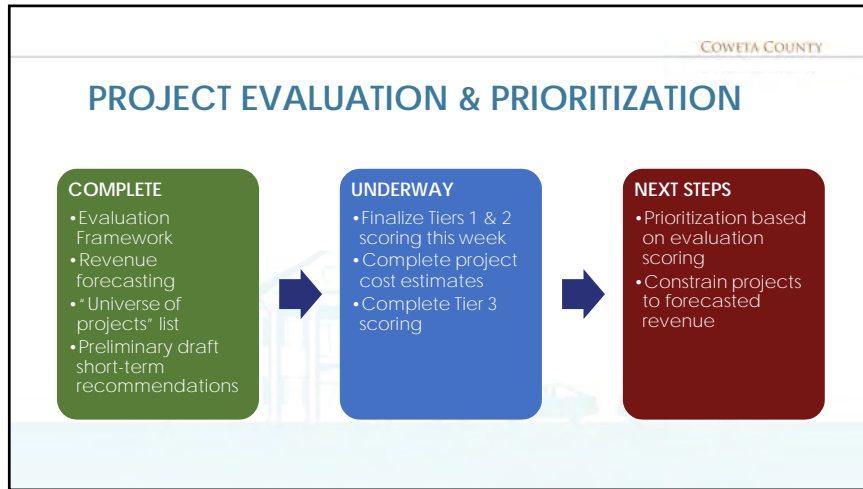 COWETA COUNTY
PROJECT EVALUATION & PRIORITIZATION
COMPLETE
•Evaluation
Framework
•Revenue
forecasting
•“Universe of
projects” list
•Preliminary draft
short-term
recommendations
UNDERWAY
•Finalize Tiers 1 & 2
scoring this week
•Complete project
cost estimates
•Complete Tier 3
scoring
NEXT STEPS
•Prioritization based
on evaluation
scoring
•Constrain projects
to forecasted
revenue